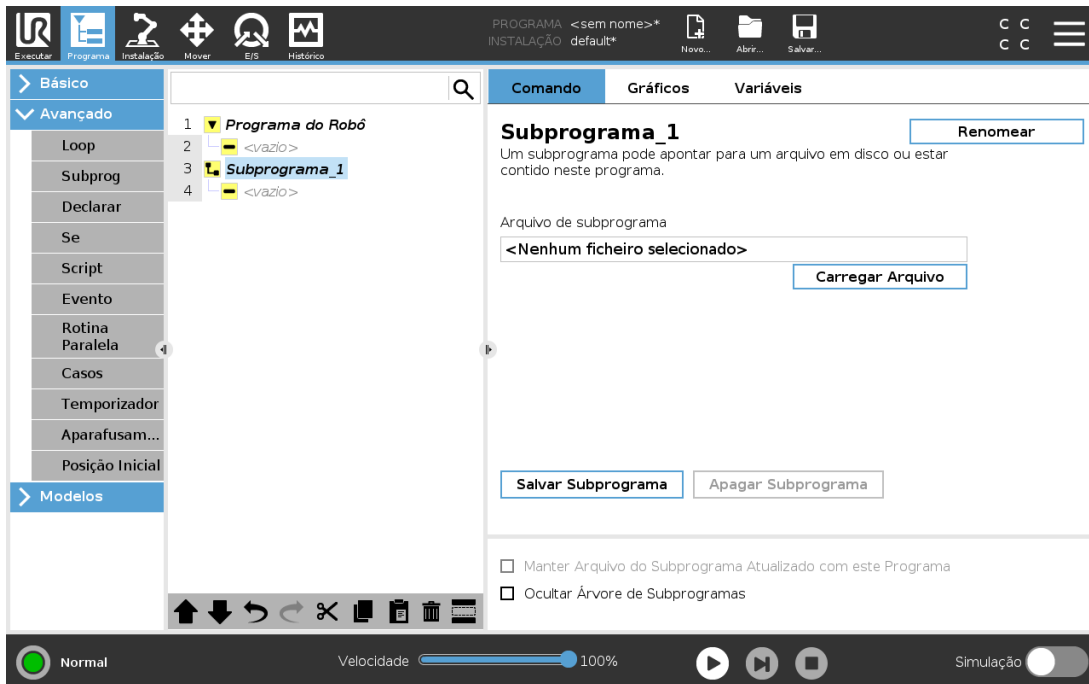 PROGRAMA <sem nome>*
INSTALAÇÃO default*
Executar Programa Instalação Mover E/S Histórico Novo... Abrir... Salvar...
C C
C C
Básico
Avançado
Loop
Subprog
Declarar
Se
Script
Evento
Rotina
Paralela
Casos
Temporizador
Aparafusam...
Posição Inicial
Modelos
1 Programa do Robô
2 <vazio>
3 Subprograma_1
4 <vazio>
Comando Gráficos Variáveis
Subprograma_1 Renomear
Um subprograma pode apontar para um arquivo em disco ou estar
contido neste programa.
Arquivo de subprograma
<Nenhum ficheiro selecionado>
Carregar Arquivo
Salvar Subprograma Apagar Subprograma
Manter Arquivo do Subprograma Atualizado com este Programa
Ocultar Árvore de Subprogramas
Normal Velocidade 100% Simulação